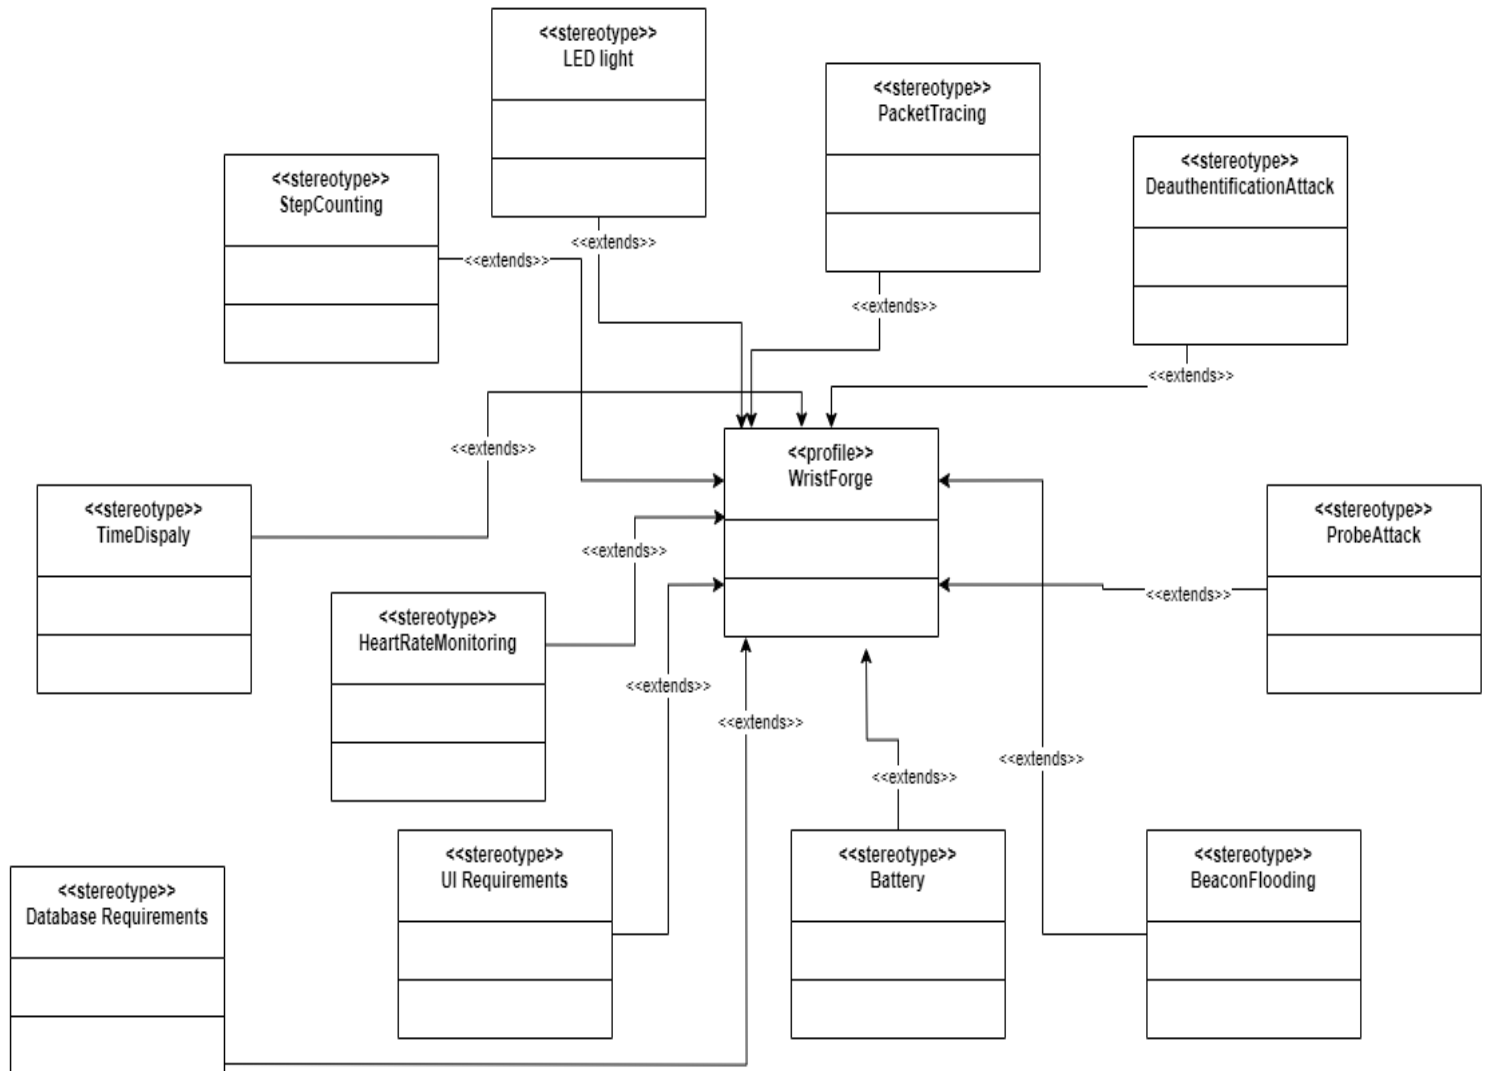 <<stereotype>>
LED light
<<stereotype>>
PacketTracing
<<stereotype>>
DeauthentificationAttack
<<stereotype>>
StepCounting
<<extends>>
<<extends>>
<<extends>>
<<extends>>
<<extends>>
<<profile>>
WristForge
<<stereotype>>
TimeDispaly
<<stereotype>>
ProbeAttack
<<extends>>
<<extends>>
<<stereotype>>
HeartRateMonitoring
<<extends>>
<<extends>>
<<extends>>
<<extends>>
<<stereotype>>
UI Requirements
<<stereotype>>
Battery
<<stereotype>>
BeaconFlooding
<<stereotype>>
Database Requirements